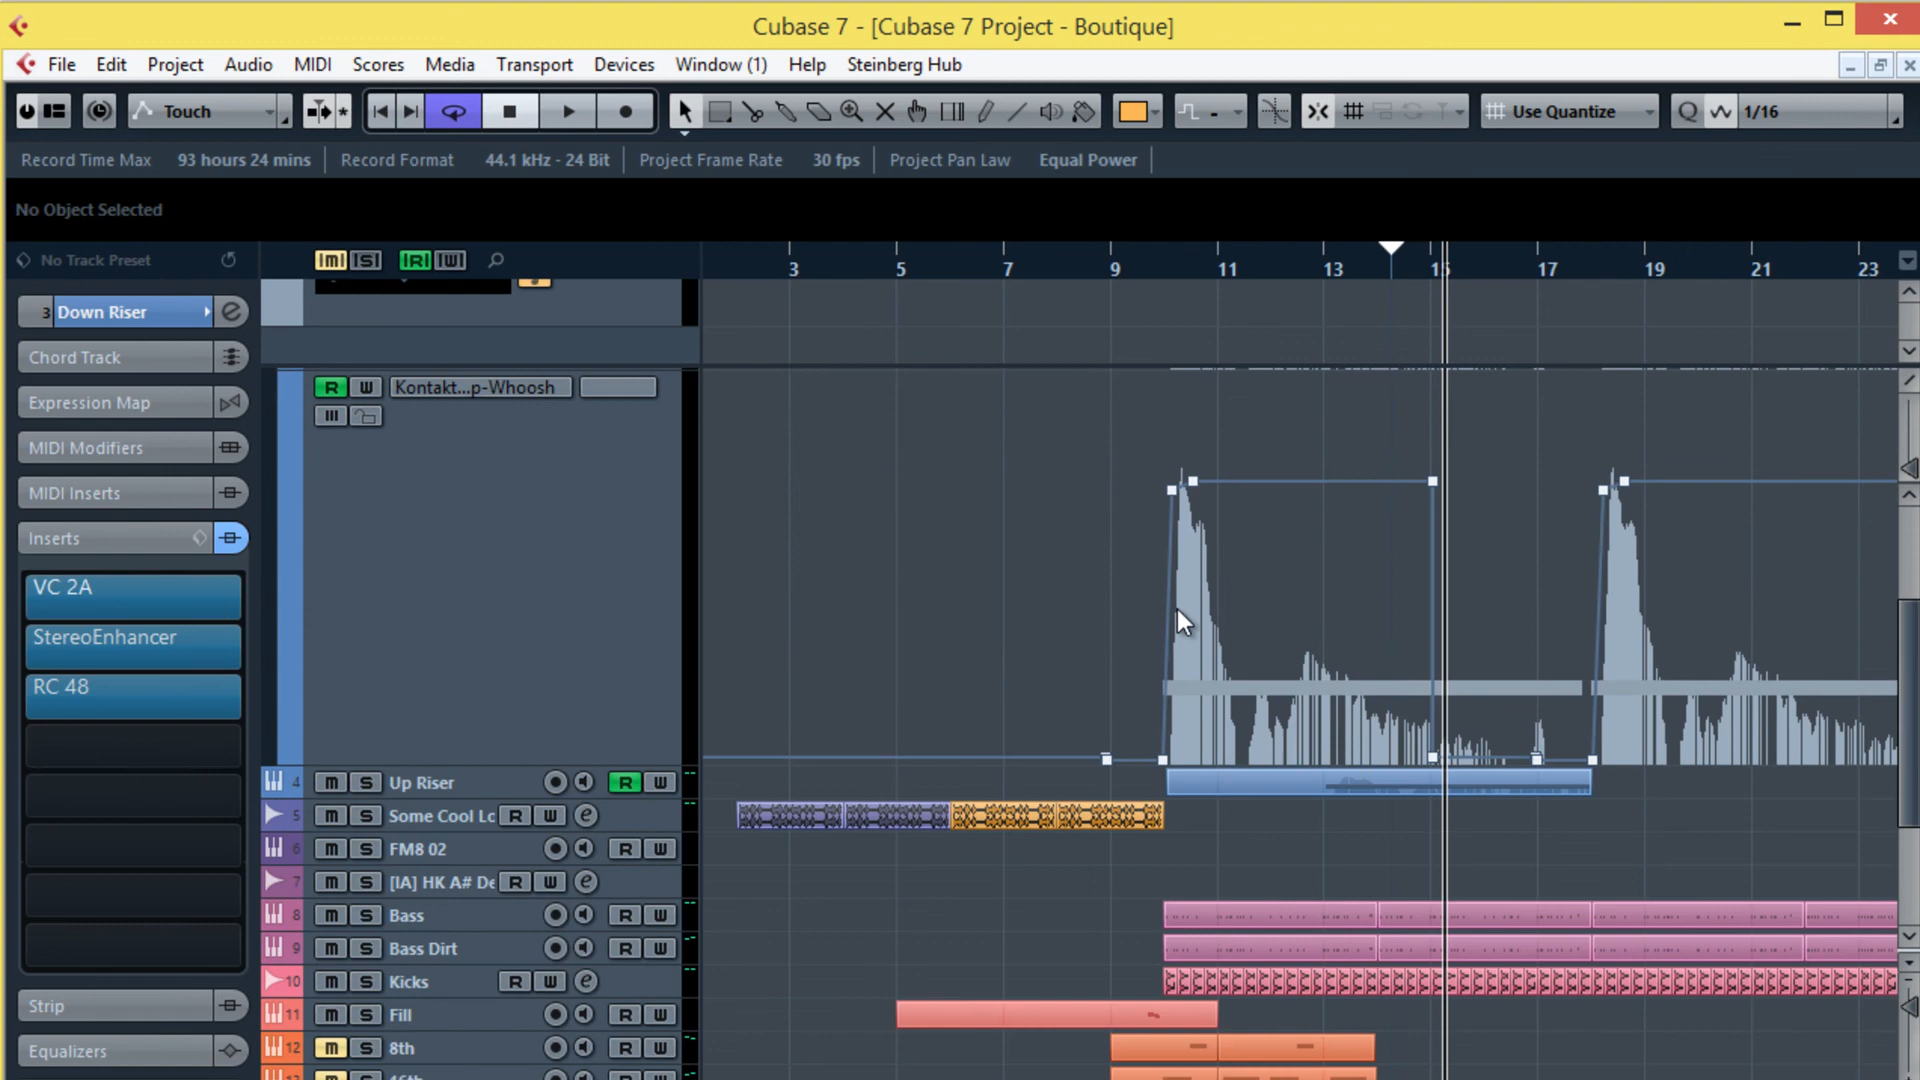 Cubase 7 - [Cubase 7 Project - Boutique]
File Edit Project Audio MIDI Scores Media Transport Devices Window (1) Help Steinberg Hub
Touch Use Quantize Q 1/16
Record Time Max 93 hours 24 mins Record Format 44.1 kHz - 24 Bit Project Frame Rate 30 fps Project Pan Law Equal Power
No Object Selected
No Track Preset M S R W 3 5 7 9 11 13 15 17 19 21 23
3 Down Riser e
Chord Track
R W Kontakt...p-Whoosh
Expression Map
MIDI Modifiers
MIDI Inserts
Inserts
VC 2A
StereoEnhancer
RC 48
4 m S Up Riser R W
5 m S Some Cool Lc R W e
6 m S FM8 02 R W
7 m S [IA] HK A# De R W e
8 m S Bass R W
9 m S Bass Dirt R W
10 m S Kicks R W e
Strip
11 m S Fill R W
Equalizers
12 m S 8th R W